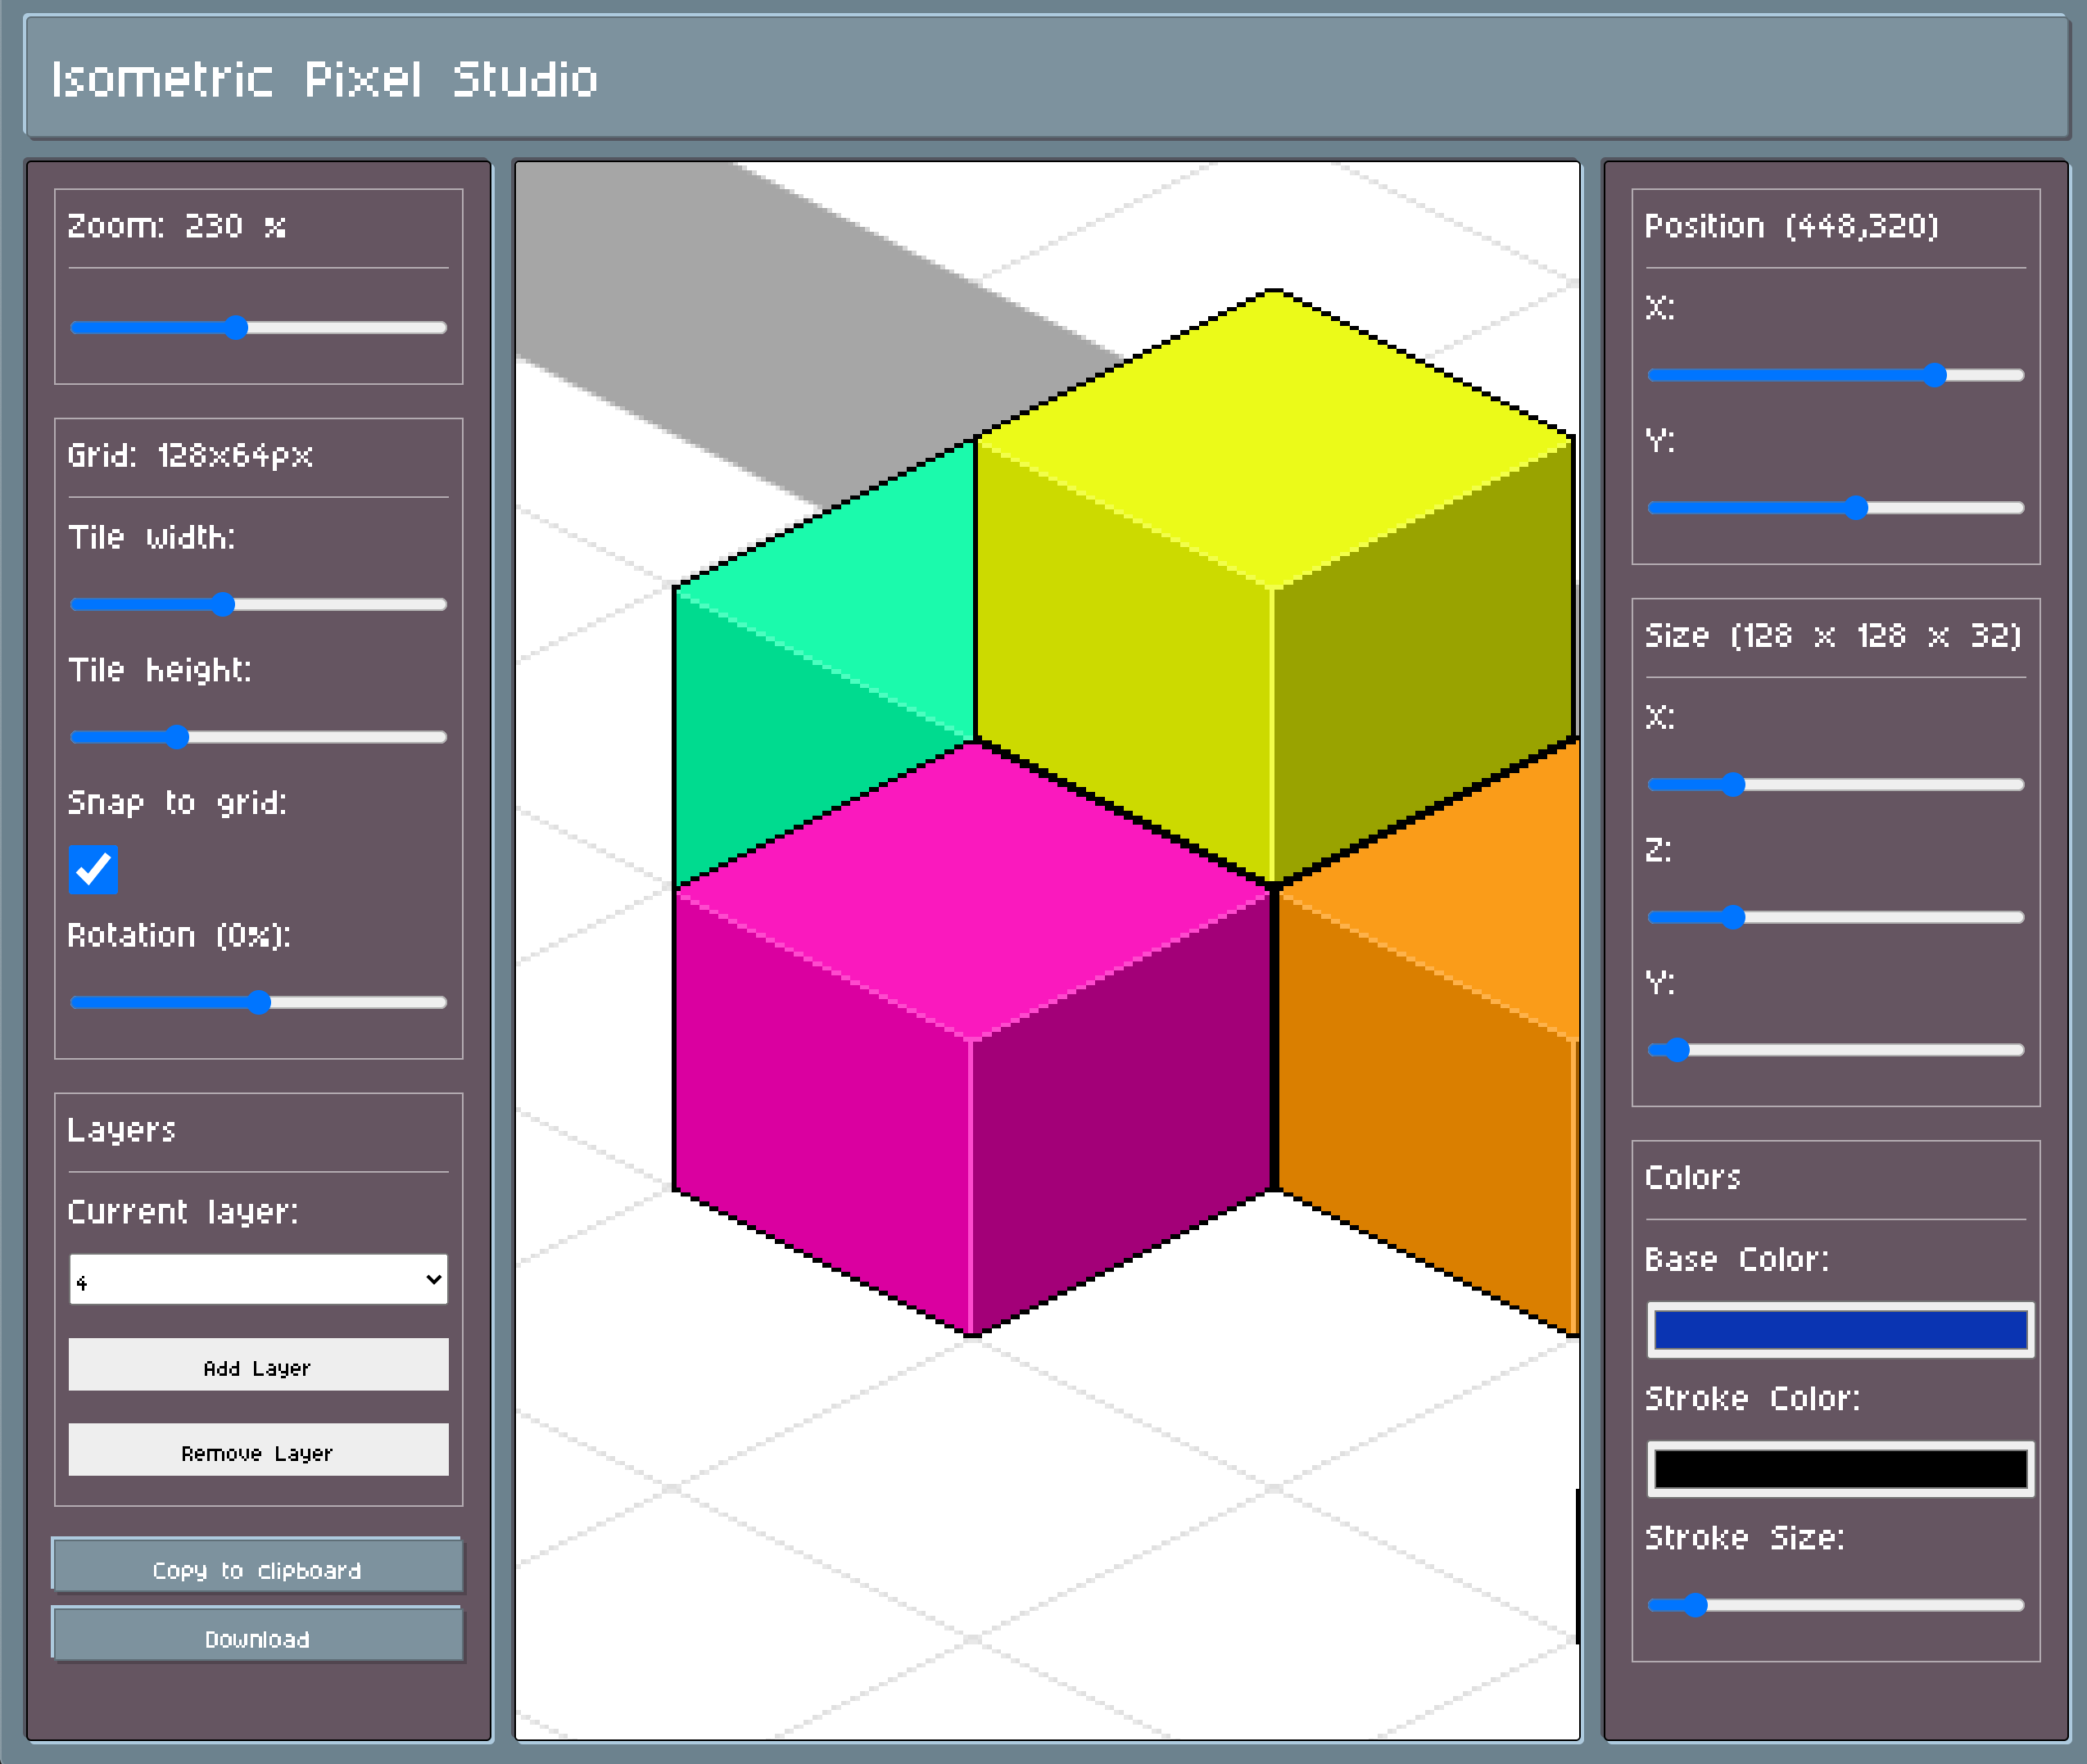 Isometric Pixel Studio
Zoom: 230 %
Grid: 128x64px
Tile width:
Tile height:
Snap to grid:
Rotation (0%):
Layers
Current layer:
4
Add Layer
Remove Layer
Copy to clipboard
Download
Position (448,320)
X:
Y:
Size (128 x 128 x 32)
X:
Z:
Y:
Colors
Base Color:
Stroke Color:
Stroke Size: